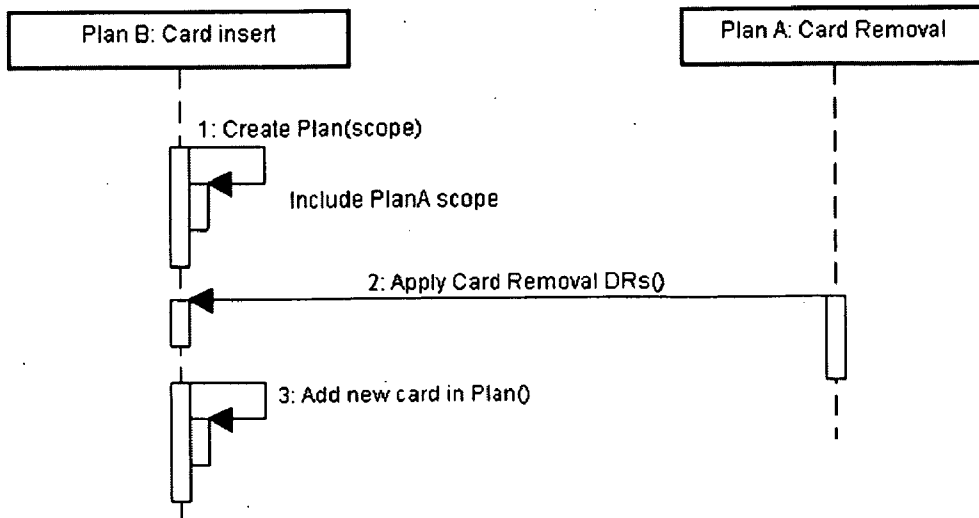 Plan B: Card insert
Plan A: Card Removal
1: Create Plan(scope)
Include PlanA scope
2: Apply Card Removal DRs()
3: Add new card in Plan()